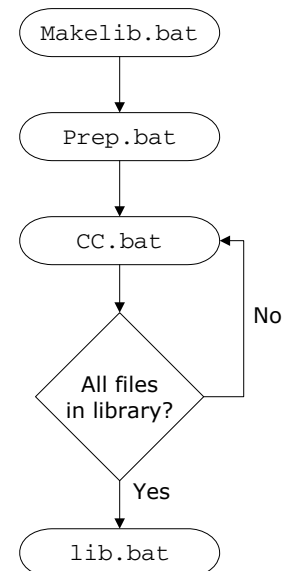 Makelib.bat
Prep.bat
CC.bat
No
All files
in library?
Yes
lib.bat